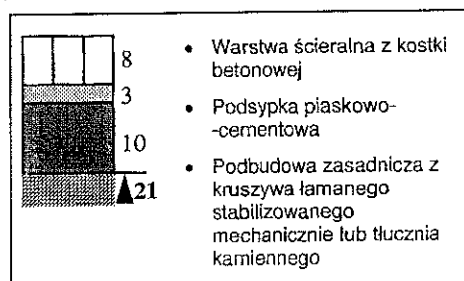 8
3
10
21
• Warstwa ścieralna z kostki
betonowej
• Podsypka piaskowo-
-cementowa
• Podbudowa zasadnicza z
kruszywa łamanego
stabilizowanego
mechanicznie lub tłucznia
kamiennego